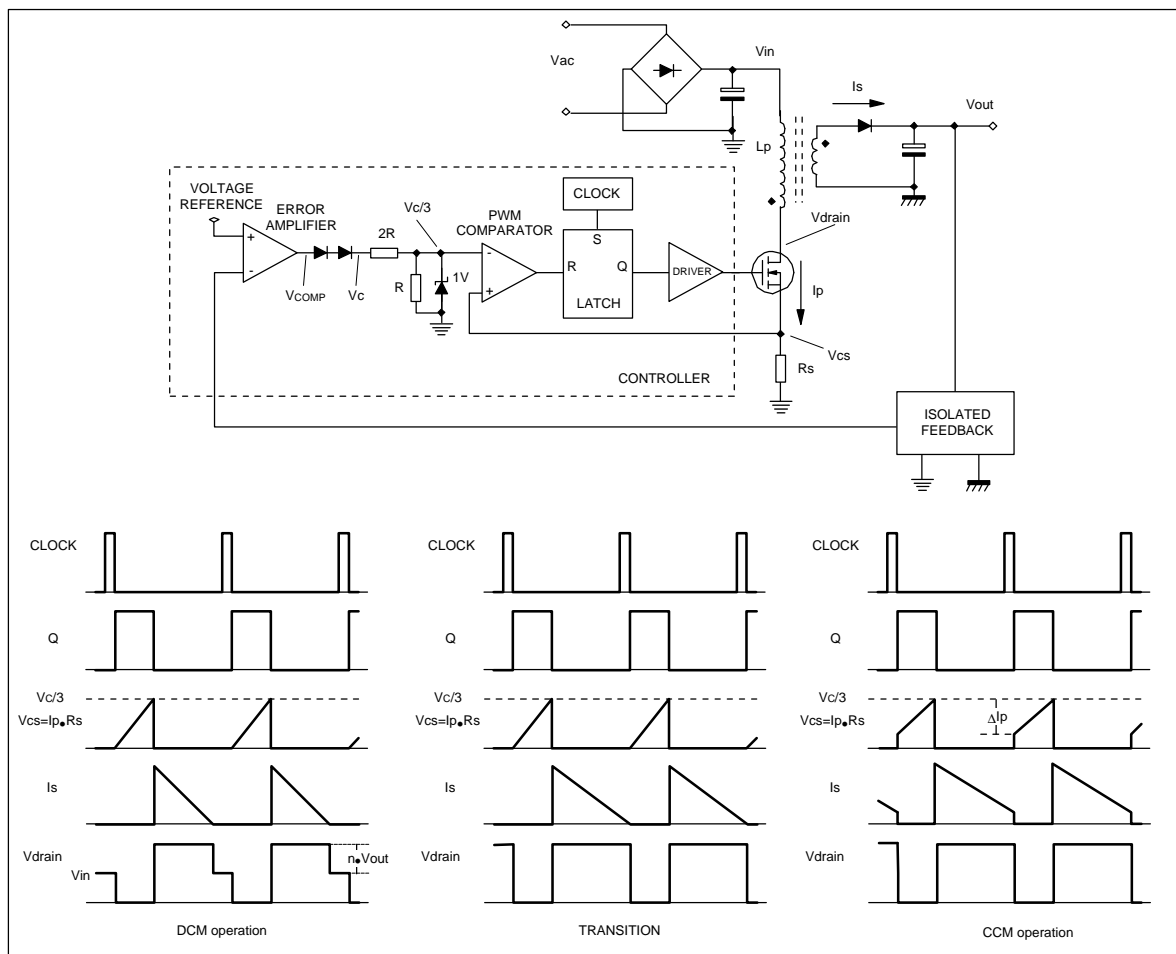 Vac
Vin
Is
Vout
Lp
VOLTAGE
REFERENCE
ERROR
AMPLIFIER
Vc/3
PWM
COMPARATOR
CLOCK
Vdrain
2R
+
-
VCOMP
Vc
R
1V
-
+
S
R
Q
LATCH
DRIVER
Ip
Vcs
Rs
CONTROLLER
ISOLATED
FEEDBACK
CLOCK
Q
Vc/3
Vcs=Ip•Rs
Is
Vdrain
Vin
n•Vout
DCM operation
CLOCK
Q
Vc/3
Vcs=Ip•Rs
Is
Vdrain
TRANSITION
CLOCK
Q
Vc/3
Vcs=Ip•Rs
ΔIp
Is
Vdrain
CCM operation